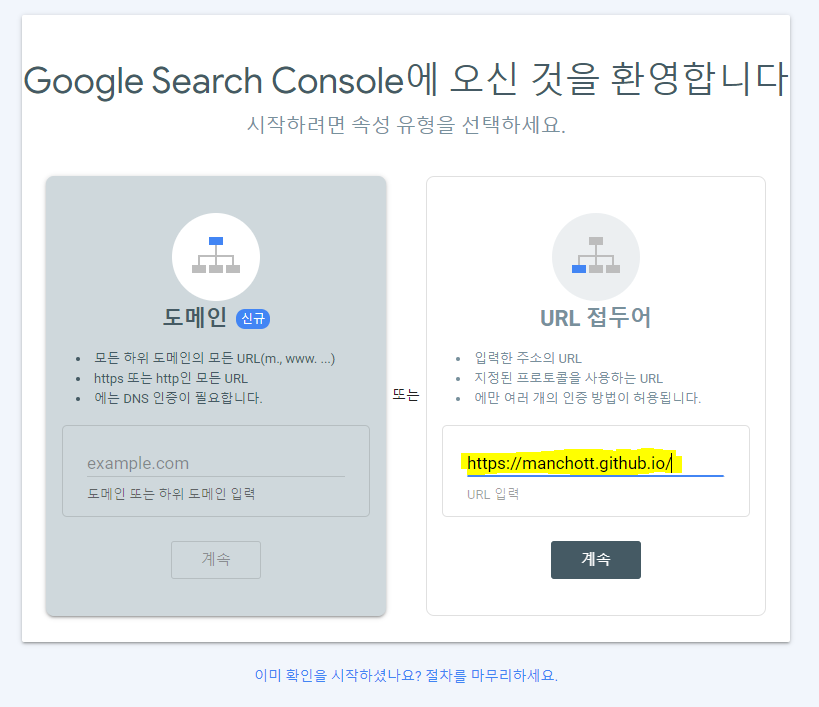 Google Search Console에 오신 것을 환영합니다
시작하려면 속성 유형을 선택하세요.
도메인 신규
모든 하위 도메인의 모든 URL(m., www. ...)
https 또는 http인 모든 URL
에는 DNS 인증이 필요합니다.
example.com
도메인 또는 하위 도메인 입력
계속
또는
URL 접두어
입력한 주소의 URL
지정된 프로토콜을 사용하는 URL
에만 여러 개의 인증 방법이 허용됩니다.
https://manchott.github.io/
URL 입력
계속
이미 확인을 시작하셨나요? 절차를 마무리하세요.